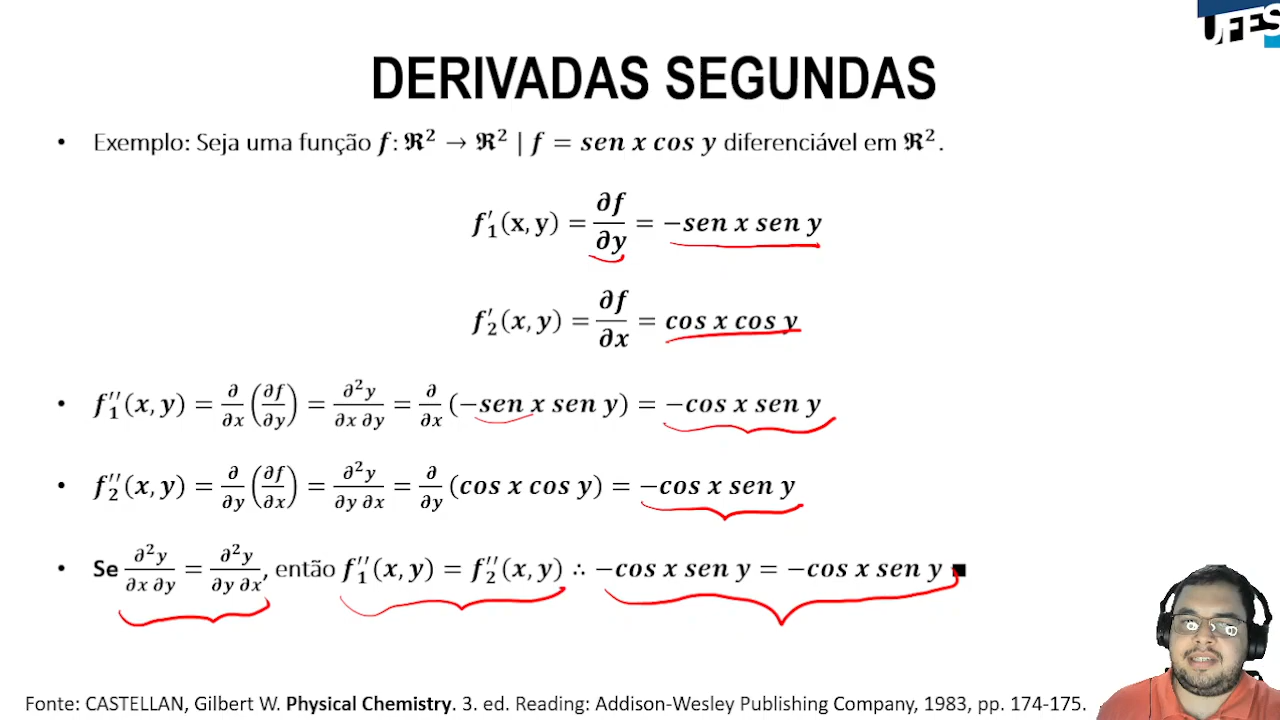 UFES
DERIVADAS SEGUNDAS
• Exemplo: Seja uma função f: ℜ² → ℜ² | f = sen x cos y diferenciável em ℜ².
f′₁(x, y) = ∂f/∂y = −sen x sen y
f′₂(x, y) = ∂f/∂x = cos x cos y
• f′′₁(x, y) = ∂/∂x (∂f/∂y) = ∂²y/∂x ∂y = ∂/∂x (−sen x sen y) = −cos x sen y
• f′′₂(x, y) = ∂/∂y (∂f/∂x) = ∂²y/∂y ∂x = ∂/∂y (cos x cos y) = −cos x sen y
• Se ∂²y/∂x ∂y = ∂²y/∂y ∂x, então f′′₁(x, y) = f′′₂(x, y) ∴ −cos x sen y = −cos x sen y ■
Fonte: CASTELLAN, Gilbert W. Physical Chemistry. 3. ed. Reading: Addison-Wesley Publishing Company, 1983, pp. 174-175.